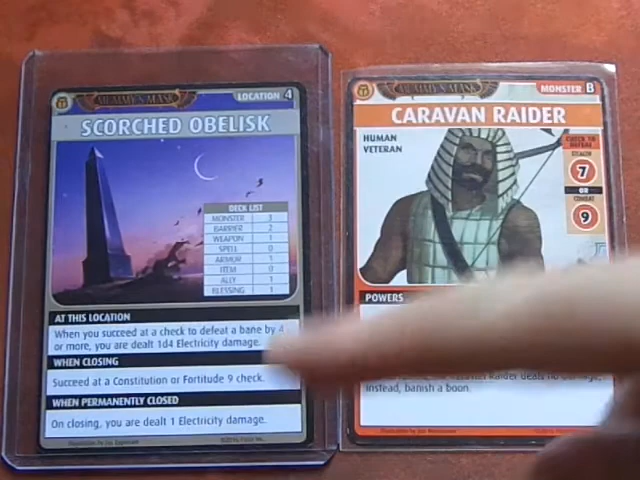 MUMMY'S MASK
LOCATION 4
SCORCHED OBELISK
DECK LIST
MONSTER 3
BARRIER 2
WEAPON 1
SPELL 0
ARMOR 1
ITEM 0
ALLY 1
BLESSING 1
AT THIS LOCATION
When you succeed at a check to defeat a bane by 4
or more, you are dealt 1d4 Electricity damage.
WHEN CLOSING
Succeed at a Constitution or Fortitude 9 check.
WHEN PERMANENTLY CLOSED
On closing, you are dealt 1 Electricity damage.
MUMMY'S MASK
MONSTER B
CARAVAN RAIDER
HUMAN
VETERAN
CHECK TO
DEFEAT
STEALTH
7
OR
COMBAT
9
POWERS
Raider deals no damage;
instead, banish a boon.